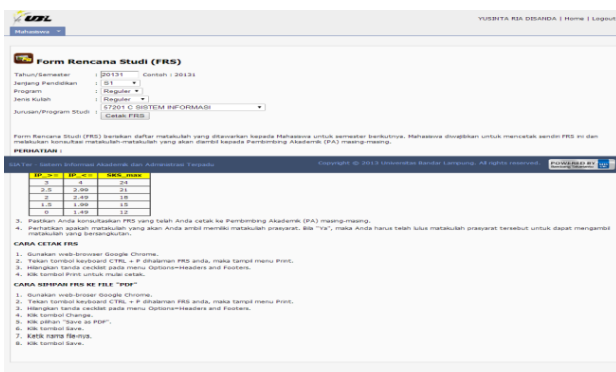 UBL
YUSINTA RIA DISANDA | Home | Logout
Mahasiswa
Form Rencana Studi (FRS)
Tahun/Semester : 20131 Contoh : 20131
Jenjang Pendidikan : S1
Program : Reguler
Jenis Kuliah : Reguler
Jurusan/Program Studi : 57201 C SISTEM INFORMASI
Cetak FRS
Form Rencana Studi (FRS) berisikan daftar matakuliah yang ditawarkan kepada Mahasiswa untuk semester berikutnya. Mahasiswa diwajibkan untuk mencetak sendiri FRS ini dan
melakukan konsultasi matakuliah-matakuliah yang akan diambil kepada Pembimbing Akademik (PA) masing-masing.
PERHATIAN :
SIATer - Sistem Informasi Akademik dan Administrasi Terpadu Copyright © 2013 Universitas Bandar Lampung. All rights reserved. POWERED BY
IP_>= IP_<= SKS_max
3 4 24
2.5 2.99 21
2 2.49 18
1.5 1.99 15
0 1.49 12
3. Pastikan Anda konsultasikan FRS yang telah Anda cetak ke Pembimbing Akademik (PA) masing-masing.
4. Perhatikan apakah matakuliah yang akan Anda ambil memiliki matakuliah prasyarat. Bila "Ya", maka Anda harus telah lulus matakuliah prasyarat tersebut untuk dapat mengambil
matakuliah yang bersangkutan.
CARA CETAK FRS
1. Gunakan web-browser Google Chrome.
2. Tekan tombol keyboard CTRL + P dihalaman FRS anda, maka tampil menu Print.
3. Hilangkan tanda cecklist pada menu Options=Headers and Footers.
4. Klik tombol Print untuk mulai cetak.
CARA SIMPAN FRS KE FILE "PDF"
1. Gunakan web-broser Google Chrome.
2. Tekan tombol keyboard CTRL + P dihalaman FRS anda, maka tampil menu Print.
3. Hilangkan tanda cecklist pada menu Options=Headers and Footers.
4. Klik tombol Change.
5. Klik pilihan "Save as PDF".
6. Klik tombol Save.
7. Ketik nama file-nya.
8. Klik tombol Save.